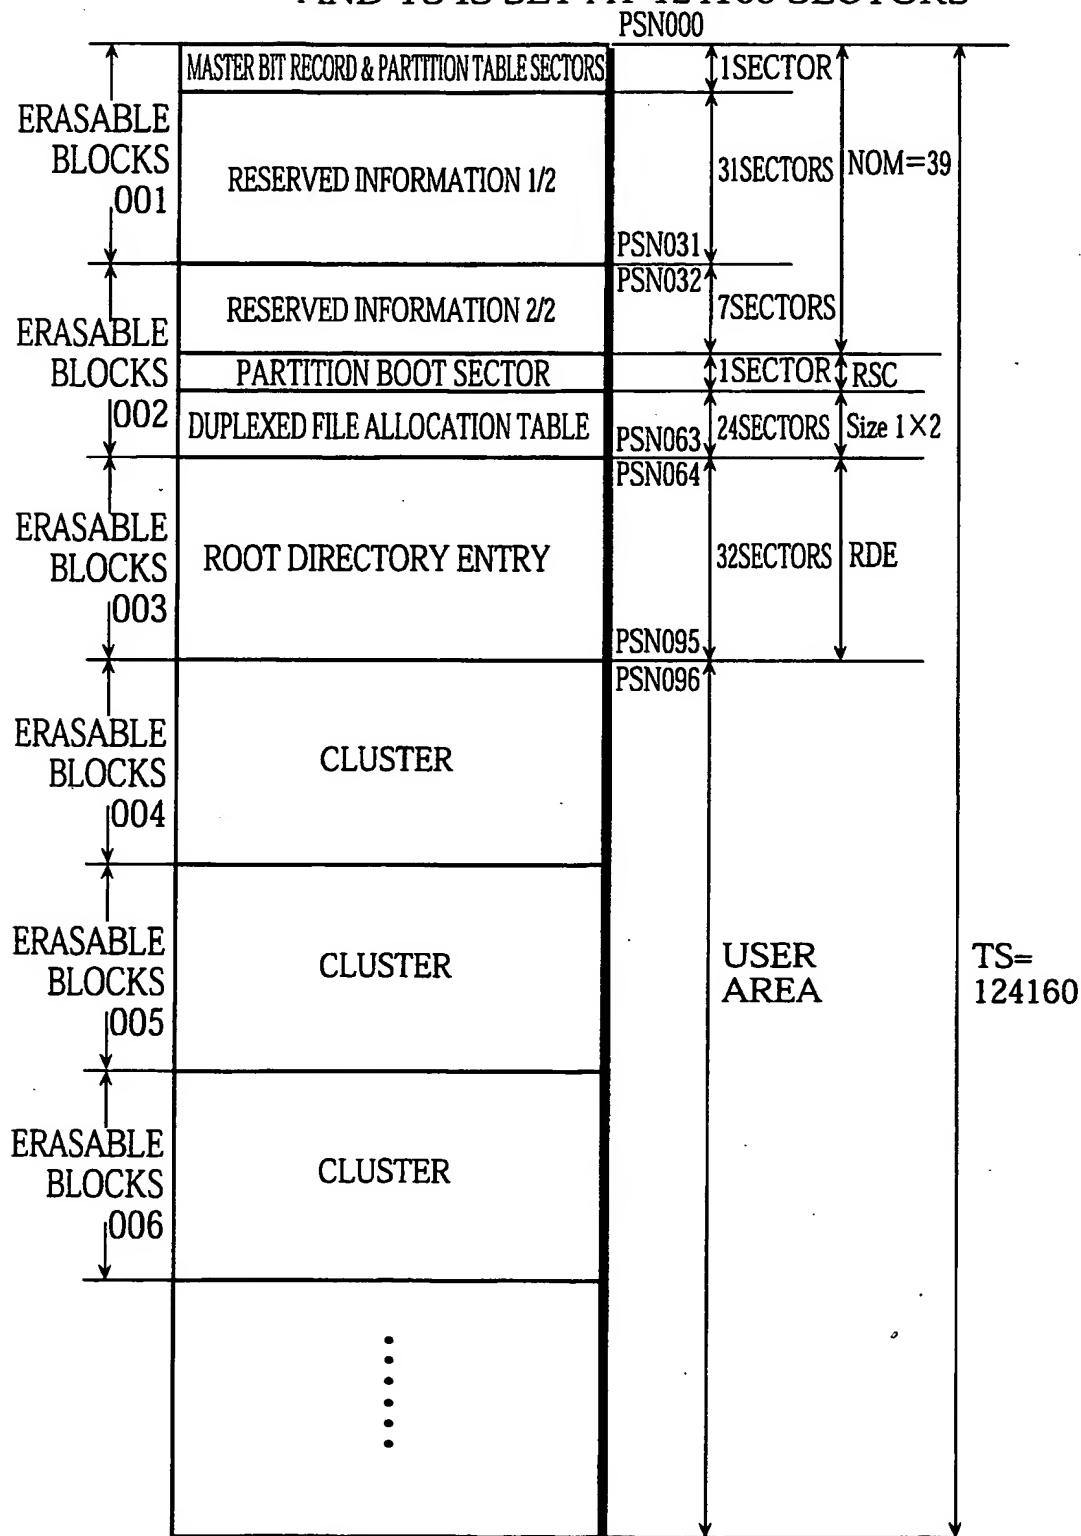 PSN000
MASTER BIT RECORD & PARTITION TABLE SECTORS
1SECTOR
ERASABLE
BLOCKS
001
RESERVED INFORMATION 1/2
31SECTORS
NOM=39
PSN031
PSN032
RESERVED INFORMATION 2/2
7SECTORS
ERASABLE
BLOCKS
002
PARTITION BOOT SECTOR
1SECTOR
RSC
DUPLEXED FILE ALLOCATION TABLE
PSN063
24SECTORS
Size 1×2
PSN064
ERASABLE
BLOCKS
003
ROOT DIRECTORY ENTRY
32SECTORS
RDE
PSN095
PSN096
ERASABLE
BLOCKS
004
CLUSTER
ERASABLE
BLOCKS
005
CLUSTER
USER
AREA
TS=
124160
ERASABLE
BLOCKS
006
CLUSTER